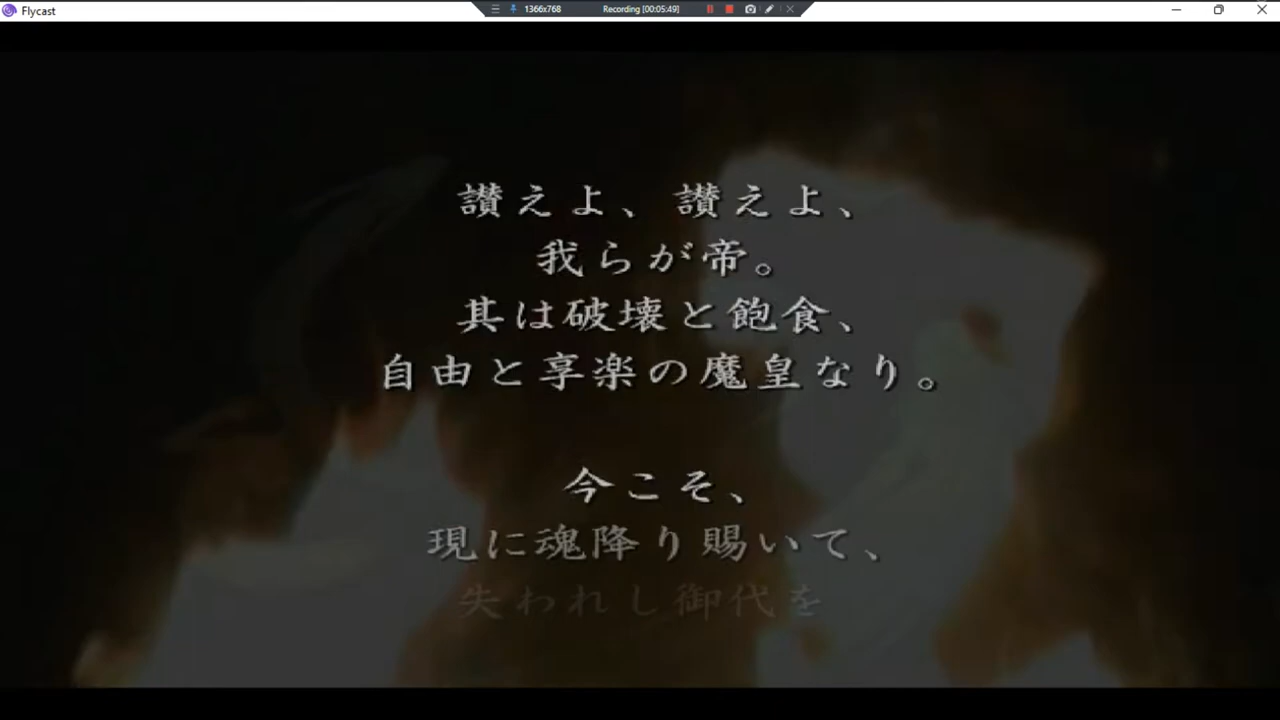 Flycast
1366x768
Recording [00:05:49]
讃えよ、讃えよ、
我らが帝。
其は破壊と飽食、
自由と享楽の魔皇なり。
今こそ、
現に魂降り賜いて、
失われし御代を